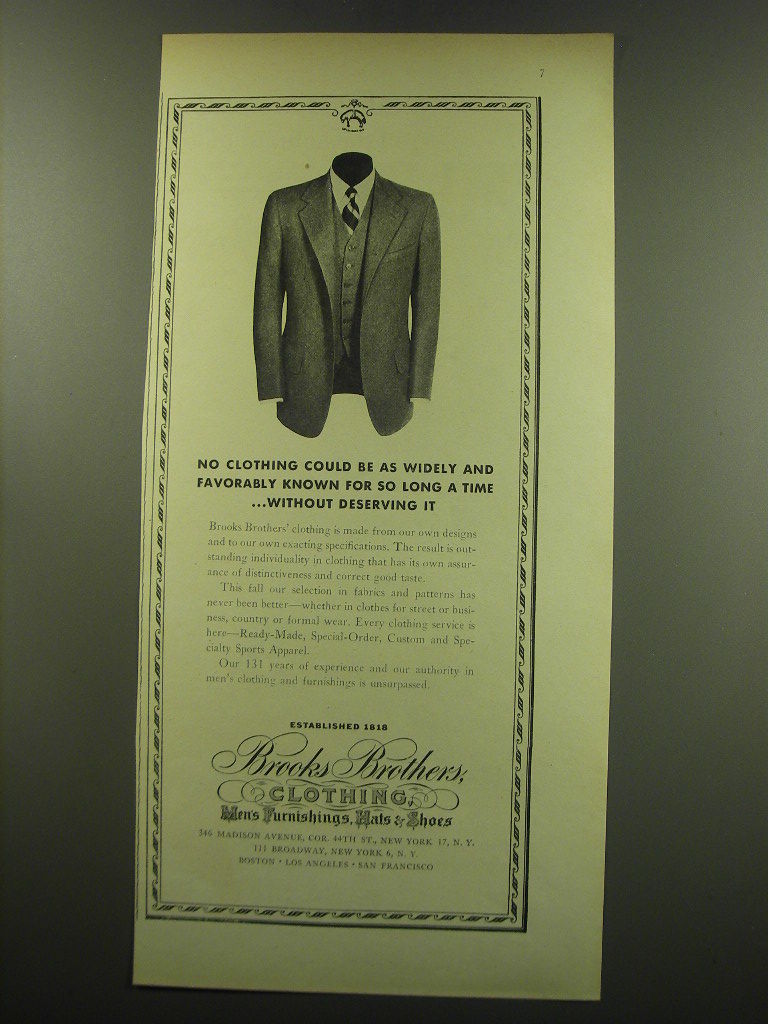 7
NO CLOTHING COULD BE AS WIDELY AND
FAVORABLY KNOWN FOR SO LONG A TIME
...WITHOUT DESERVING IT
Brooks Brothers' clothing is made from our own designs
and to our own exacting specifications. The result is out-
standing individuality in clothing that has its own assur-
ance of distinctiveness and correct good taste.
This fall our selection in fabrics and patterns has
never been better—whether in clothes for street or busi-
ness, country or formal wear. Every clothing service is
here—Ready-Made, Special-Order, Custom and Spe-
cialty Sports Apparel.
Our 131 years of experience and our authority in
men's clothing and furnishings is unsurpassed.
ESTABLISHED 1818
Brooks Brothers,
CLOTHING,
Men's Furnishings, Hats & Shoes
346 MADISON AVENUE, COR. 44TH ST., NEW YORK 17, N. Y.
111 BROADWAY, NEW YORK 6, N. Y.
BOSTON • LOS ANGELES • SAN FRANCISCO